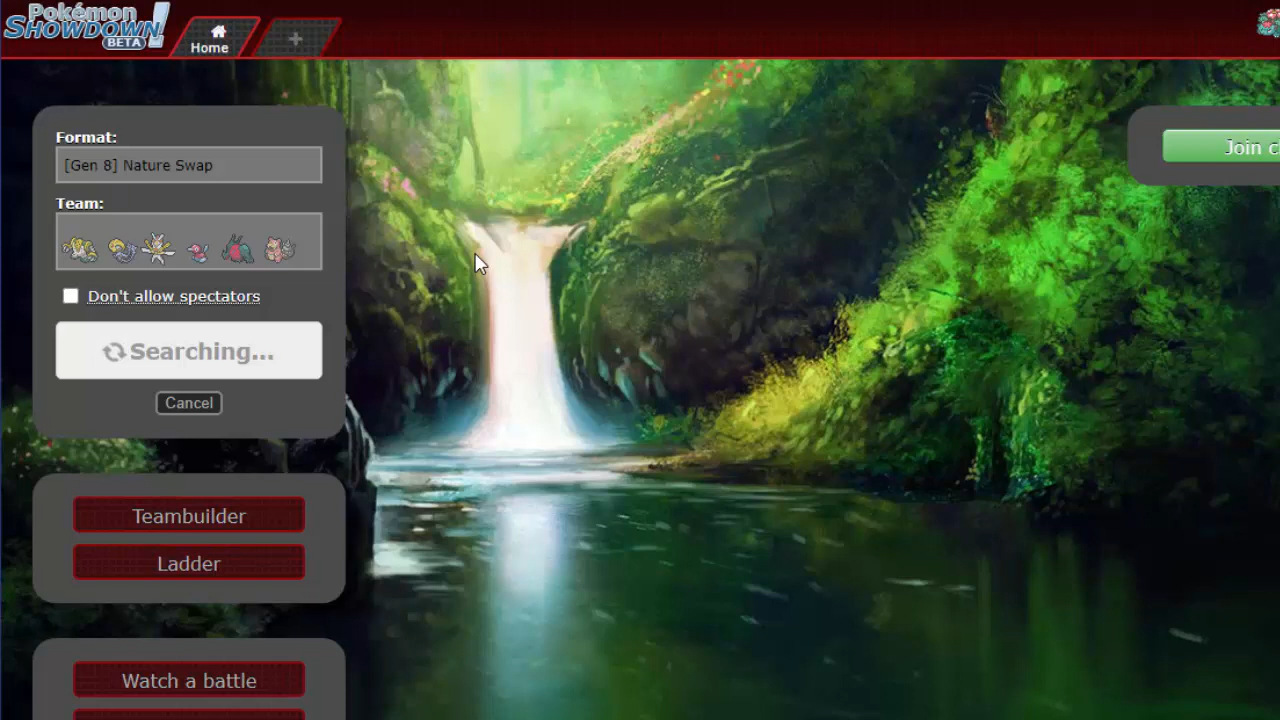 Pokémon
SHOWDOWN!
BETA
Home
Format:
[Gen 8] Nature Swap
Team:
Don't allow spectators
Searching...
Cancel
Teambuilder
Ladder
Watch a battle
Join c